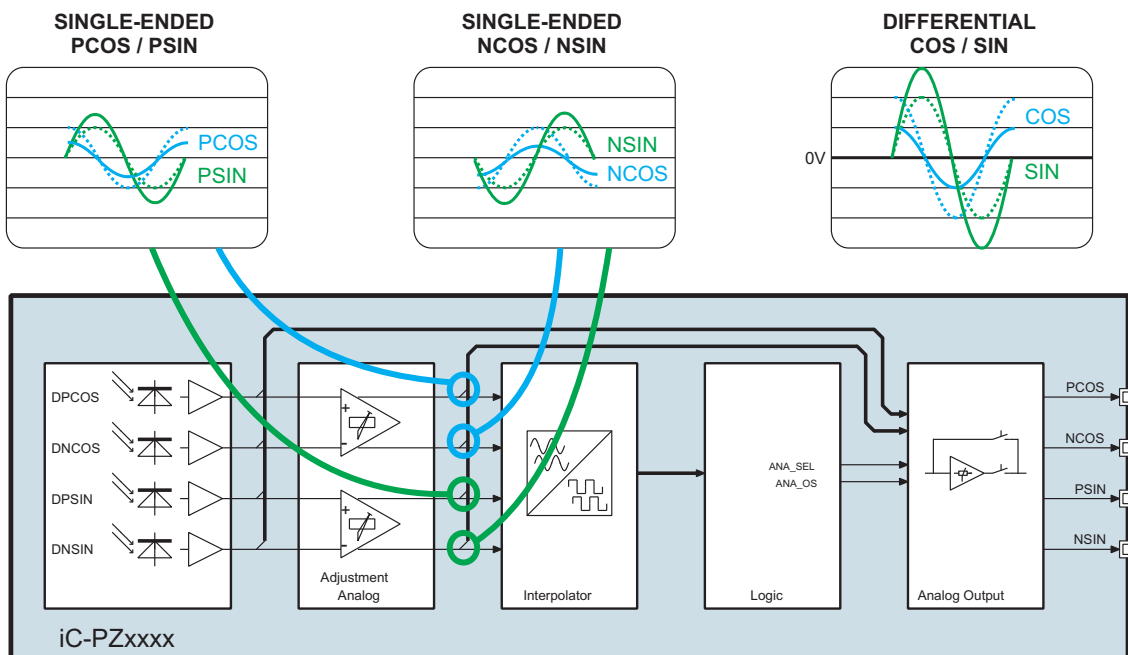 SINGLE-ENDED
PCOS / PSIN
SINGLE-ENDED
NCOS / NSIN
DIFFERENTIAL
COS / SIN
PCOS
PSIN
NSIN
NCOS
COS
0V
SIN
DPCOS
DNCOS
DPSIN
DNSIN
+
-
+
-
Adjustment
Analog
Interpolator
ANA_SEL
ANA_OS
Logic
Analog Output
PCOS
NCOS
PSIN
NSIN
iC-PZxxxx